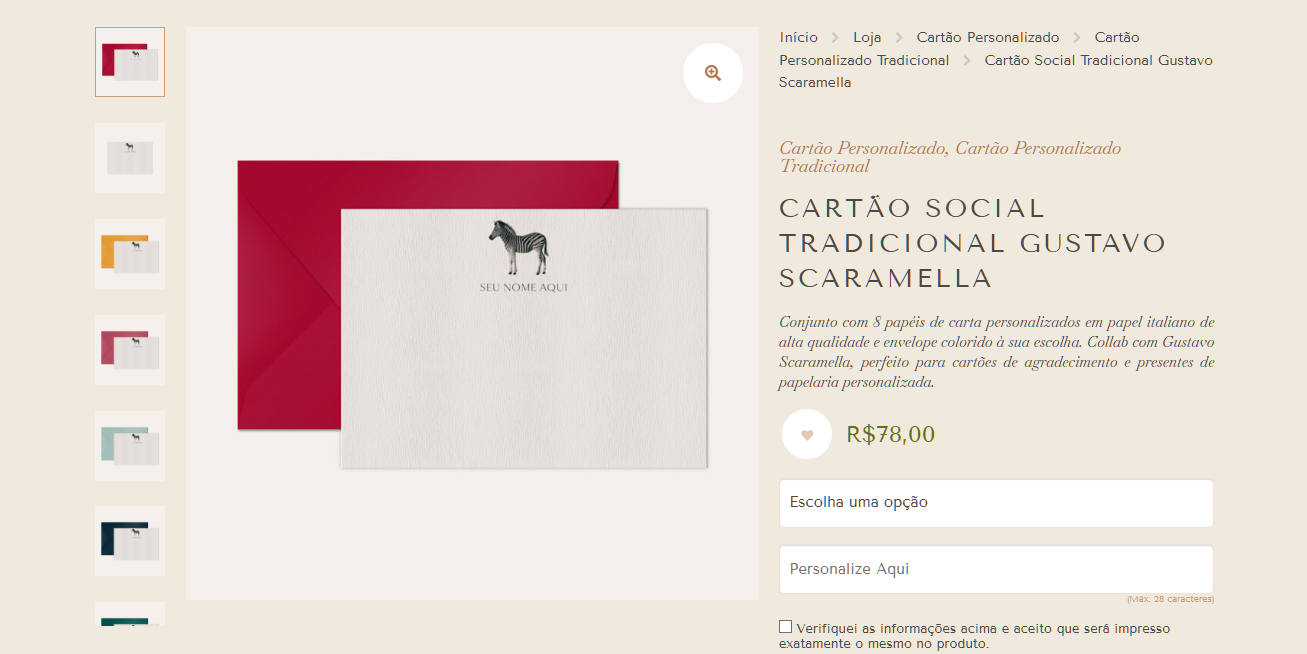 SEU NOME AQUI
Início > Loja > Cartão Personalizado > Cartão
Personalizado Tradicional > Cartão Social Tradicional Gustavo
Scaramella
Cartão Personalizado, Cartão Personalizado
Tradicional
CARTÃO SOCIAL
TRADICIONAL GUSTAVO
SCARAMELLA
Conjunto com 8 papéis de carta personalizados em papel italiano de
alta qualidade e envelope colorido à sua escolha. Collab com Gustavo
Scaramella, perfeito para cartões de agradecimento e presentes de
papelaria personalizada.
R$78,00
Escolha uma opção
Personalize Aqui
(Máx. 28 caracteres)
Verifiquei as informações acima e aceito que será impresso
exatamente o mesmo no produto.